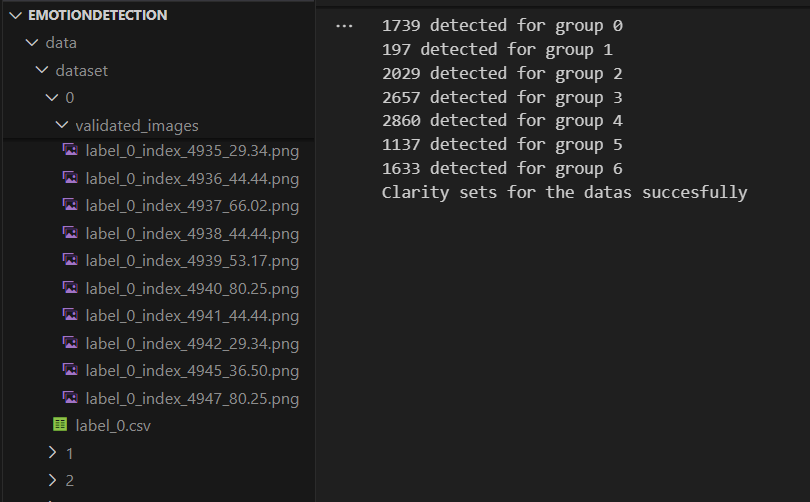 EMOTIONDETECTION
data
dataset
0
validated_images
label_0_index_4935_29.34.png
label_0_index_4936_44.44.png
label_0_index_4937_66.02.png
label_0_index_4938_44.44.png
label_0_index_4939_53.17.png
label_0_index_4940_80.25.png
label_0_index_4941_44.44.png
label_0_index_4942_29.34.png
label_0_index_4945_36.50.png
label_0_index_4947_80.25.png
label_0.csv
1
2
...
1739 detected for group 0
197 detected for group 1
2029 detected for group 2
2657 detected for group 3
2860 detected for group 4
1137 detected for group 5
1633 detected for group 6
Clarity sets for the datas succesfully